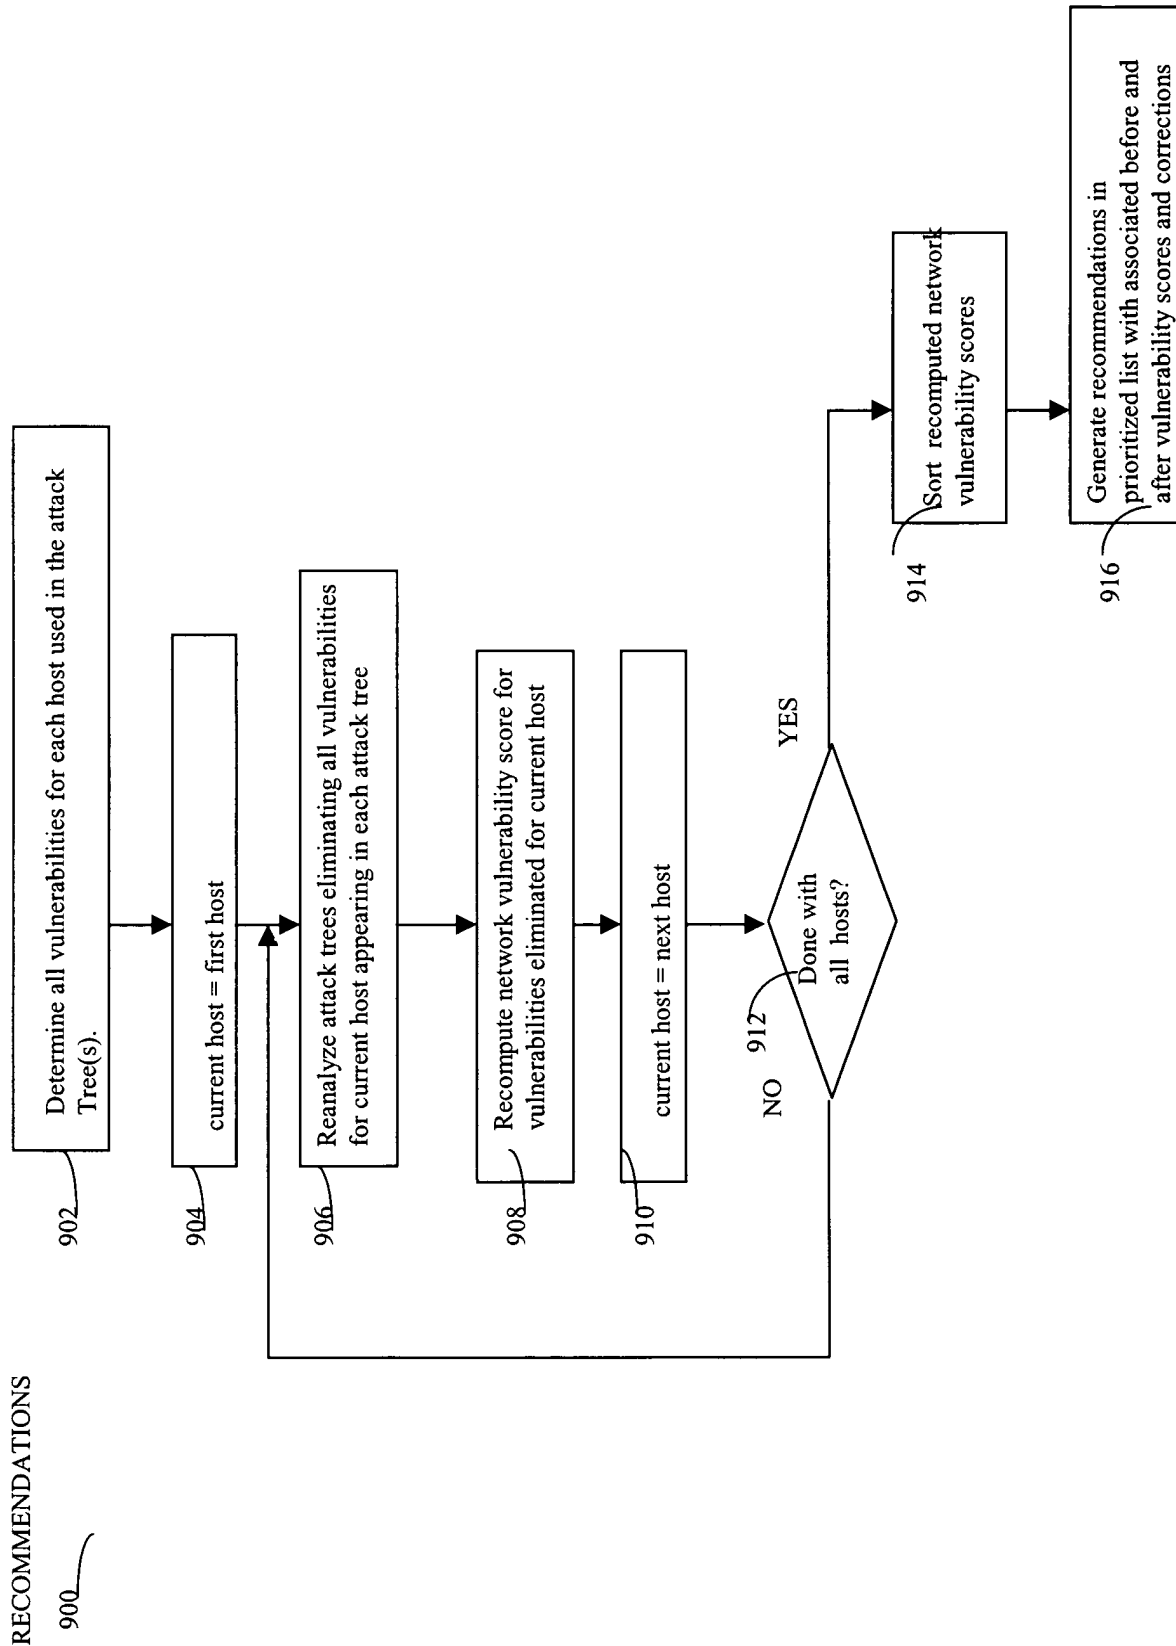 RECOMMENDATIONS
900
902
Determine all vulnerabilities for each host used in the attack
Tree(s).
904
current host = first host
906
Reanalyze attack trees eliminating all vulnerabilities
for current host appearing in each attack tree
908
Recompute network vulnerability score for
vulnerabilities eliminated for current host
910
current host = next host
912
NO
Done with
all hosts?
YES
914
Sort recomputed network
vulnerability scores
916
Generate recommendations in
prioritized list with associated before and
after vulnerability scores and corrections